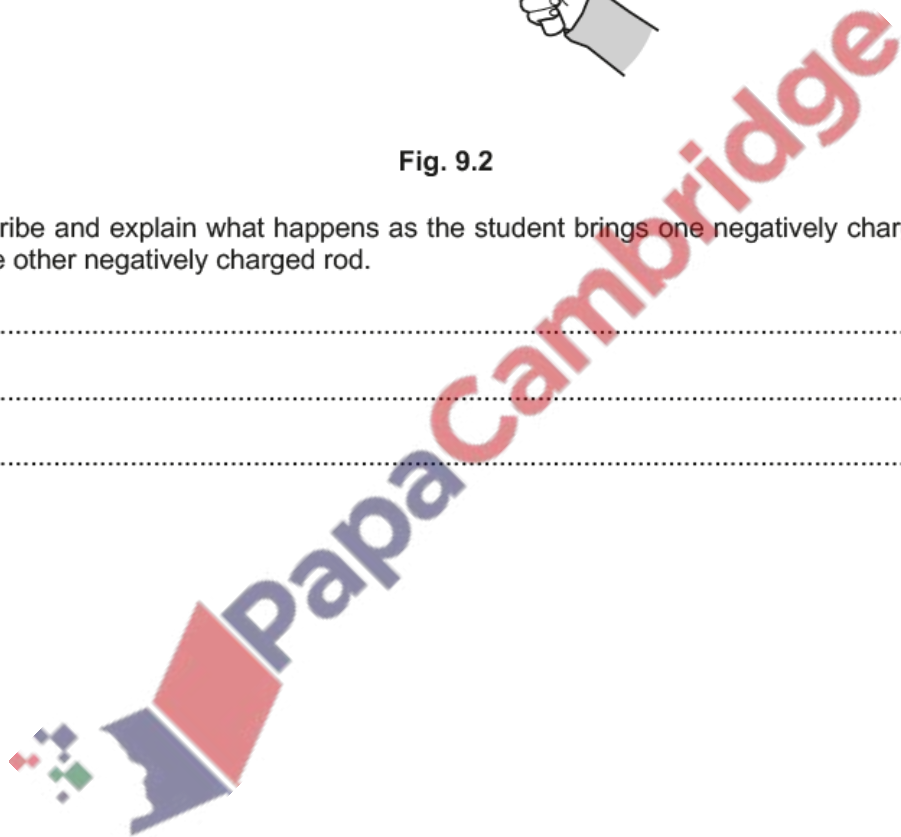 Fig. 9.2
ribe and explain what happens as the student brings one negatively char
e other negatively charged rod.
PapaCambridge